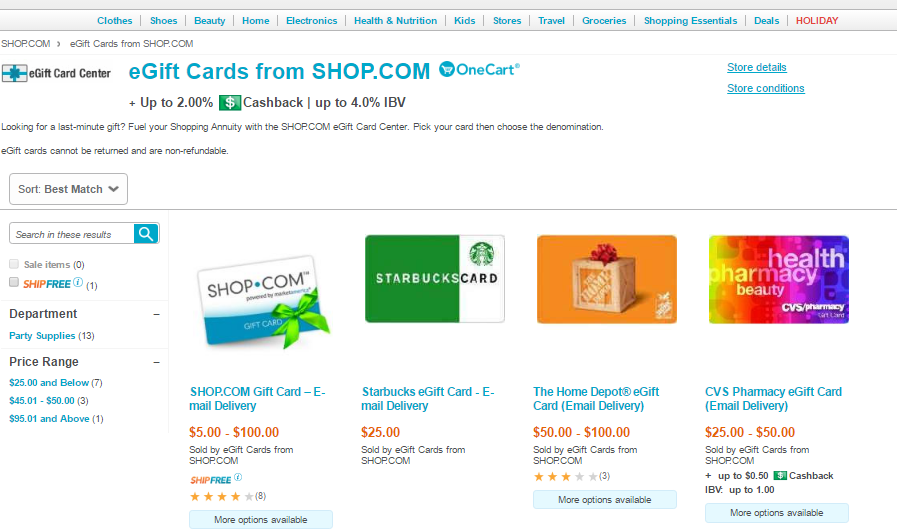 Clothes Shoes Beauty Home Electronics Health & Nutrition Kids Stores Travel Groceries Shopping Essentials Deals HOLIDAY
SHOP.COM › eGift Cards from SHOP.COM
eGift Card Center
eGift Cards from SHOP.COM OneCart®
+ Up to 2.00% $ Cashback | up to 4.0% IBV
Store details
Store conditions
Looking for a last-minute gift? Fuel your Shopping Annuity with the SHOP.COM eGift Card Center. Pick your card then choose the denomination.
eGift cards cannot be returned and are non-refundable.
Sort: Best Match
Search in these results
Sale items (0)
SHIPFREE i (1)
Department –
Party Supplies (13)
Price Range –
$25.00 and Below (7)
$45.01 - $50.00 (3)
$95.01 and Above (1)
SHOP•COM™
powered by marketamerica
GIFT CARD
SHOP.COM Gift Card – E-
mail Delivery
$5.00 - $100.00
Sold by eGift Cards from
SHOP.COM
SHIPFREE i
(8)
More options available
STARBUCKS CARD
Starbucks eGift Card - E-
mail Delivery
$25.00
Sold by eGift Cards from
SHOP.COM
THE HOME DEPOT
The Home Depot® eGift
Card (Email Delivery)
$50.00 - $100.00
Sold by eGift Cards from
SHOP.COM
(3)
More options available
health
pharmacy
beauty
CVS/pharmacy
Gift Card
CVS Pharmacy eGift Card
(Email Delivery)
$25.00 - $50.00
Sold by eGift Cards from
SHOP.COM
+ up to $0.50 $ Cashback
IBV: up to 1.00
More options available